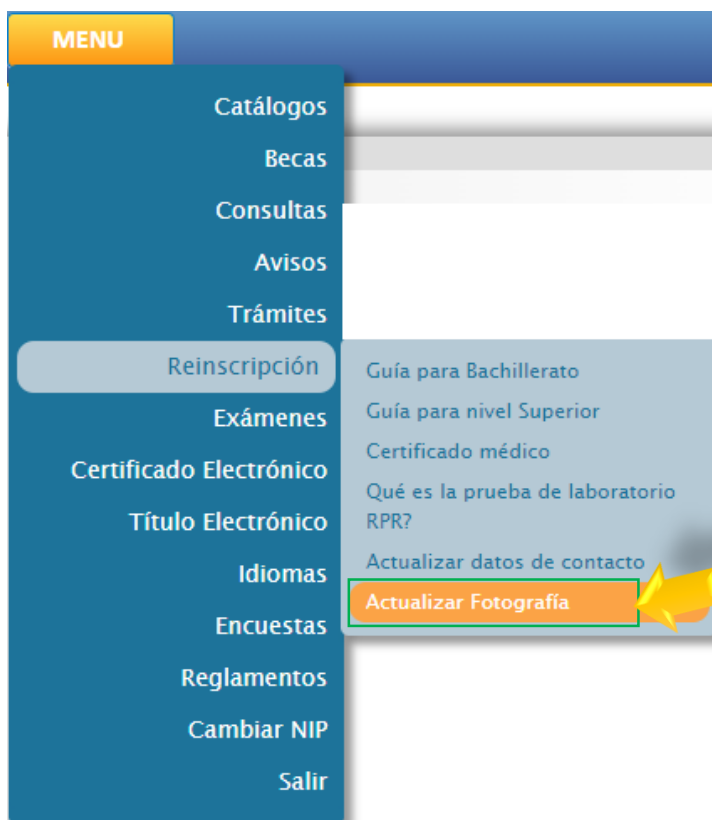 MENU
Catálogos
Becas
Consultas
Avisos
Trámites
Reinscripción
Guía para Bachillerato
Guía para nivel Superior
Certificado médico
Qué es la prueba de laboratorio
RPR?
Actualizar datos de contacto
Actualizar Fotografía
Exámenes
Certificado Electrónico
Título Electrónico
Idiomas
Encuestas
Reglamentos
Cambiar NIP
Salir